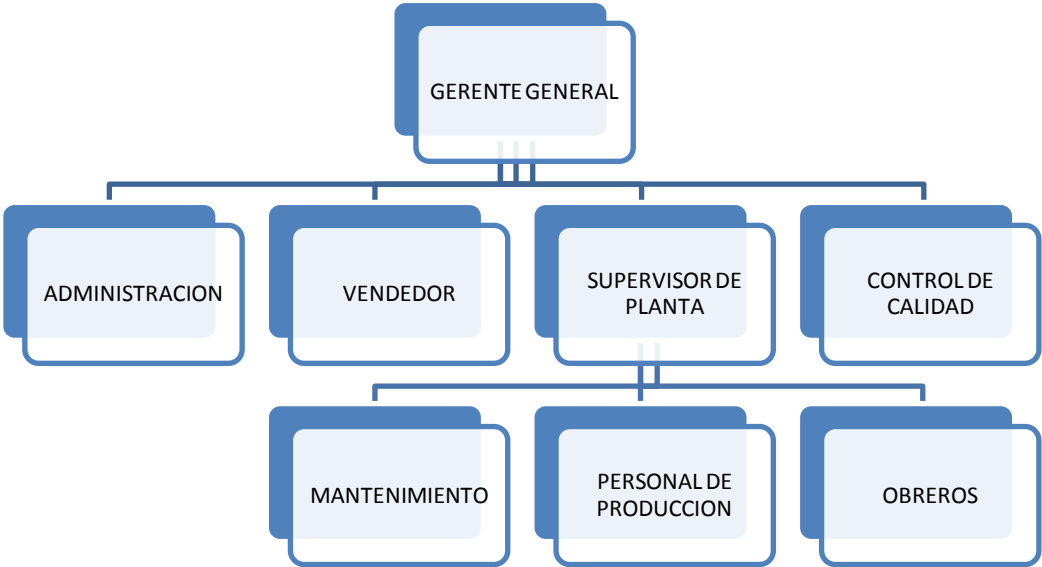 GERENTE GENERAL
ADMINISTRACION
VENDEDOR
SUPERVISOR DE
PLANTA
CONTROL DE
CALIDAD
MANTENIMIENTO
PERSONAL DE
PRODUCCION
OBREROS